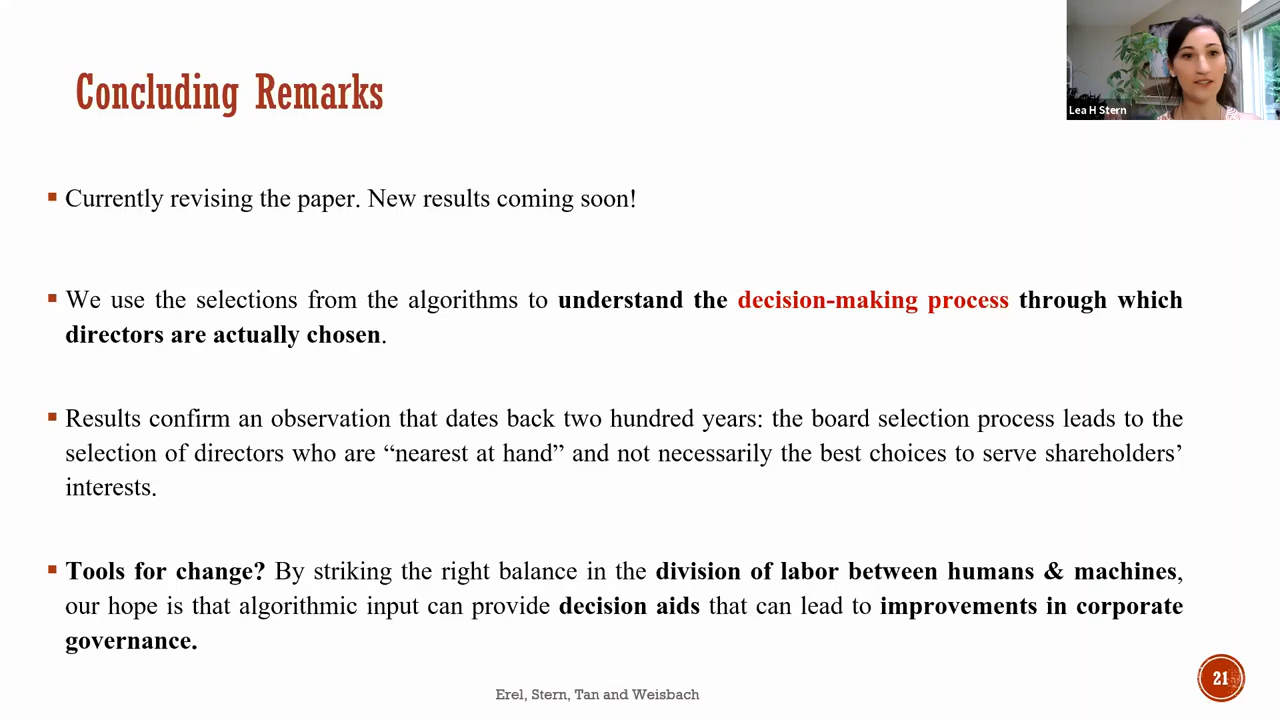 Concluding Remarks
Lea H Stern
Currently revising the paper. New results coming soon!
We use the selections from the algorithms to understand the decision-making process through which
directors are actually chosen.
Results confirm an observation that dates back two hundred years: the board selection process leads to the
selection of directors who are “nearest at hand” and not necessarily the best choices to serve shareholders’
interests.
Tools for change? By striking the right balance in the division of labor between humans & machines,
our hope is that algorithmic input can provide decision aids that can lead to improvements in corporate
governance.
Erel, Stern, Tan and Weisbach
21